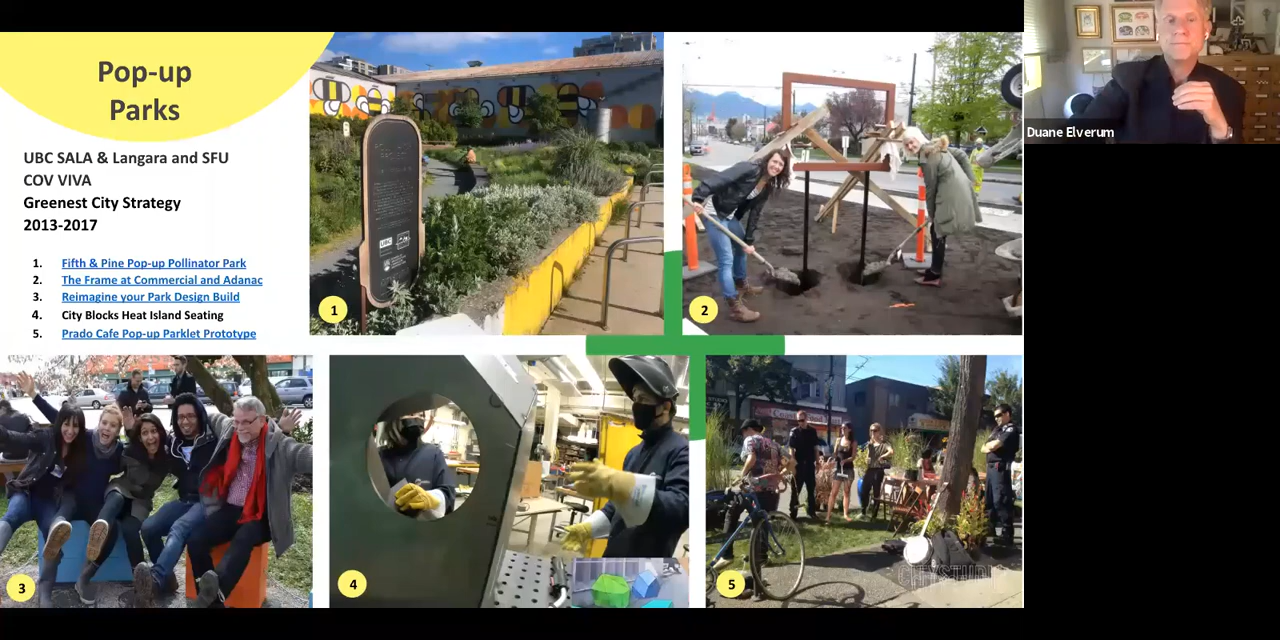 Pop-up
Parks
UBC SALA & Langara and SFU
COV VIVA
Greenest City Strategy
2013-2017
1. Fifth & Pine Pop-up Pollinator Park
2. The Frame at Commercial and Adanac
3. Reimagine your Park Design Build
4. City Blocks Heat Island Seating
5. Prado Cafe Pop-up Parklet Prototype
1
UBC
2
3
4
5
CITYSTUDIO
Duane Elverum